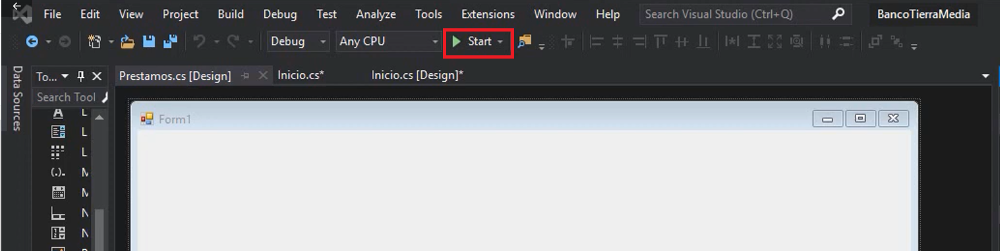 File Edit View Project Build Debug Test Analyze Tools Extensions Window Help Search Visual Studio (Ctrl+Q) BancoTierraMedia
Debug Any CPU Start
Data Sources
To... Prestamos.cs [Design] Inicio.cs* Inicio.cs [Design]*
Search Tool
Form1
A L
L
L
(.). M
M
N
N